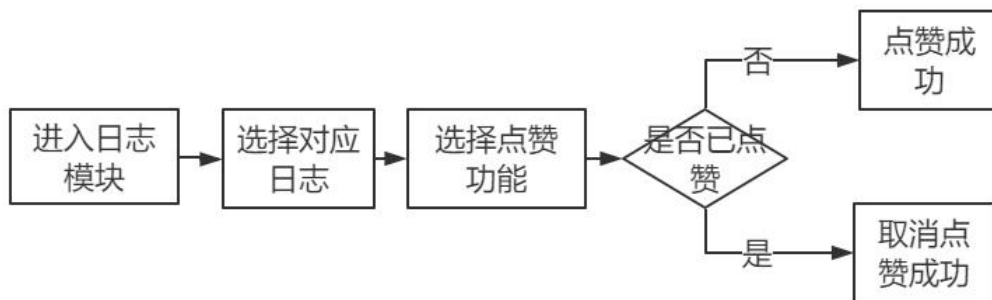 进入日志
模块
选择对应
日志
选择点赞
功能
是否已点
赞
否
点赞成
功
是
取消点
赞成功